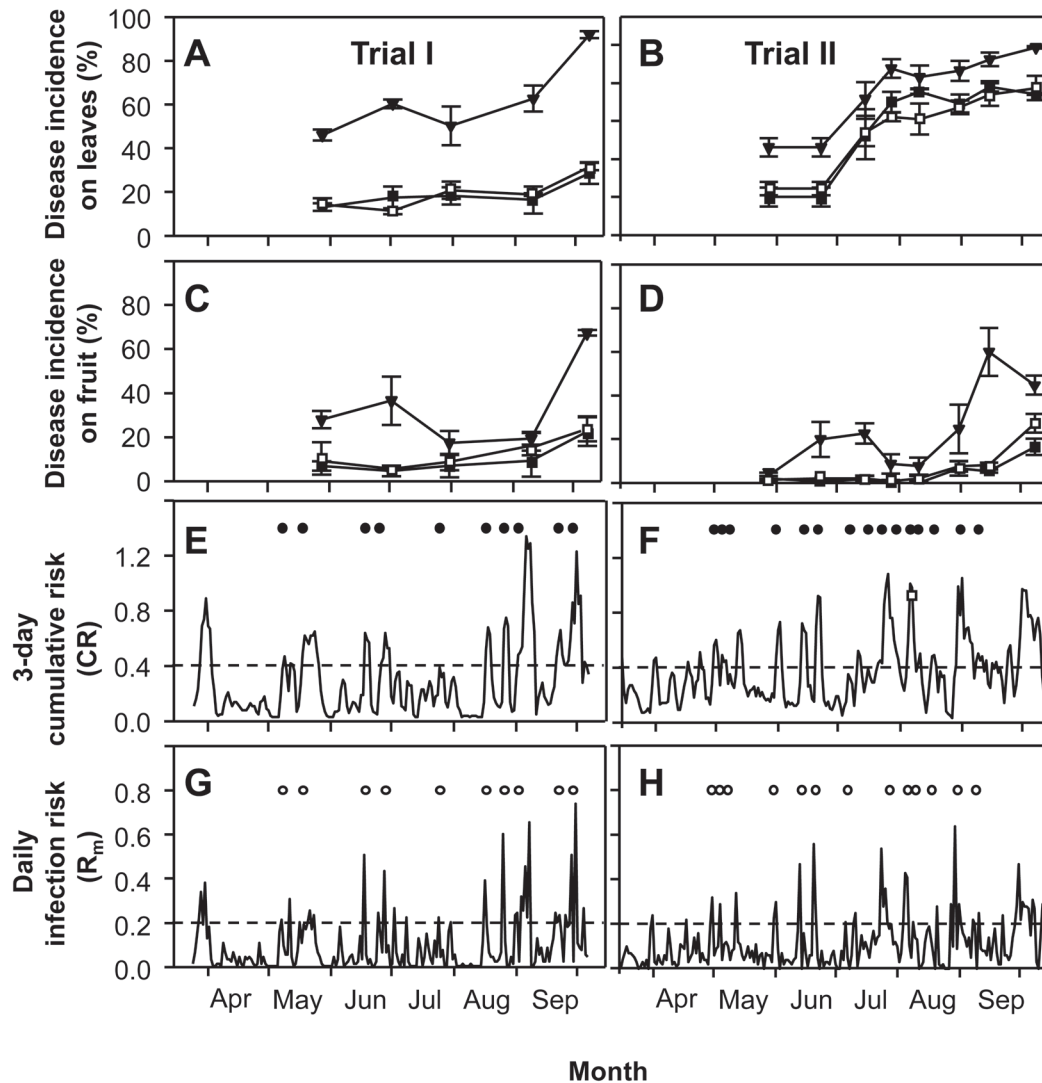 Disease incidence
on leaves (%)
100
80
60
40
20
0
A
Trial I
B
Trial II
Disease incidence
on fruit (%)
80
60
40
20
0
C
D
3-day
cumulative risk
(CR)
1.2
0.8
0.4
0.0
E
F
Daily
infection risk
(Rm)
0.8
0.6
0.4
0.2
0.0
G
H
Apr May Jun Jul Aug Sep
Apr May Jun Jul Aug Sep
Month